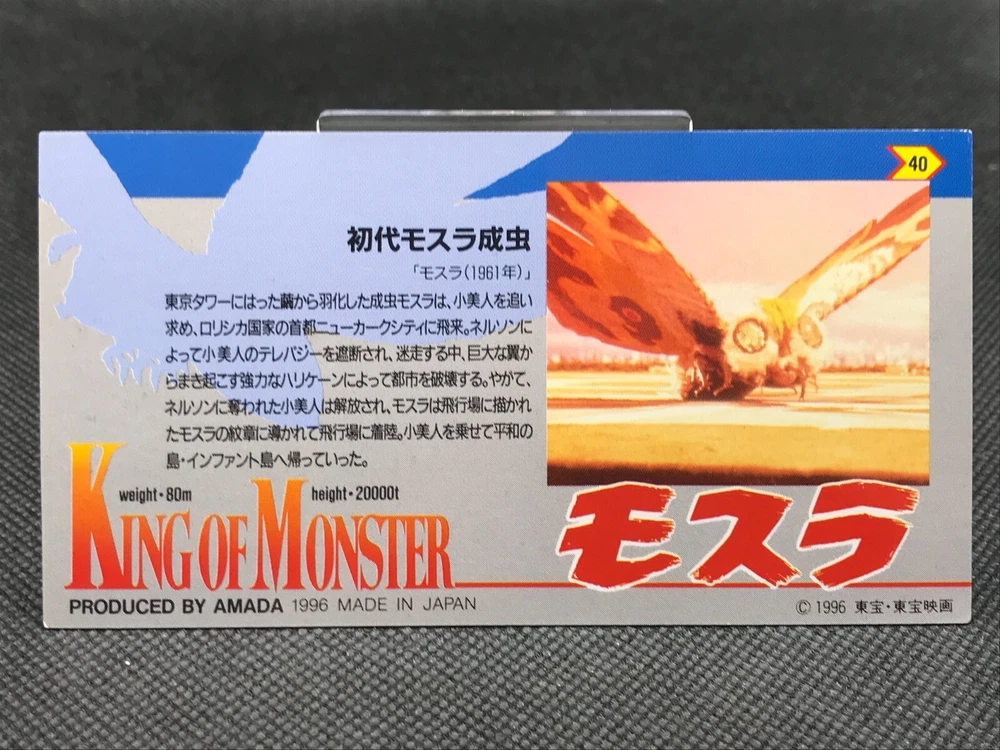 40
初代モスラ成虫
「モスラ(1961年)」
東京タワーにはった繭から羽化した成虫モスラは、小美人を追い
求め、ロリシカ国家の首都ニューカークシティに飛来。ネルソンに
よって小美人のテレバジーを遮断され、迷走する中、巨大な翼か
らまき起こす強力なハリケーンによって都市を破壊する。やがて、
ネルソンに奪われた小美人は解放され、モスラは飛行場に描かれ
たモスラの紋章に導かれて飛行場に着陸。小美人を乗せて平和の
島・インファント島へ帰っていった。
weight・80m height・20000t
KING OF MONSTER
モスラ
PRODUCED BY AMADA 1996 MADE IN JAPAN
© 1996 東宝・東宝映画